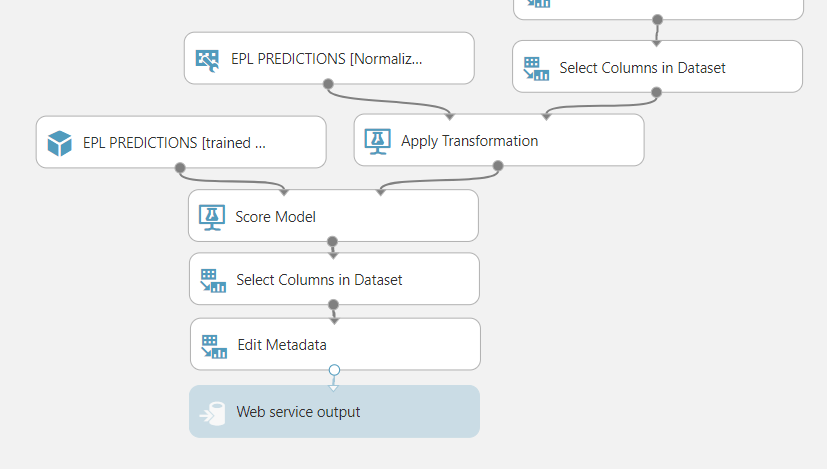 EPL PREDICTIONS [Normaliz...
Select Columns in Dataset
EPL PREDICTIONS [trained ...
Apply Transformation
Score Model
Select Columns in Dataset
Edit Metadata
Web service output